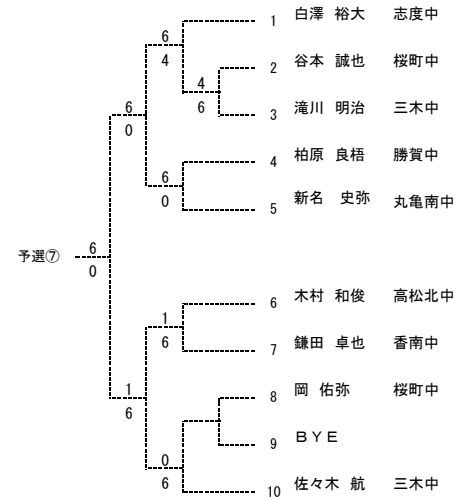 6
1 白澤 裕大 志度中
4
4
2 谷本 誠也 桜町中
6
6
3 滝川 明治 三木中
0
6
4 柏原 良梧 勝賀中
0
5 新名 史弥 丸亀南中
6
予選⑦
0
6 木村 和俊 高松北中
1
6
7 鎌田 卓也 香南中
1
8 岡 佑弥 桜町中
6
9 BYE
0
6
10 佐々木 航 三木中